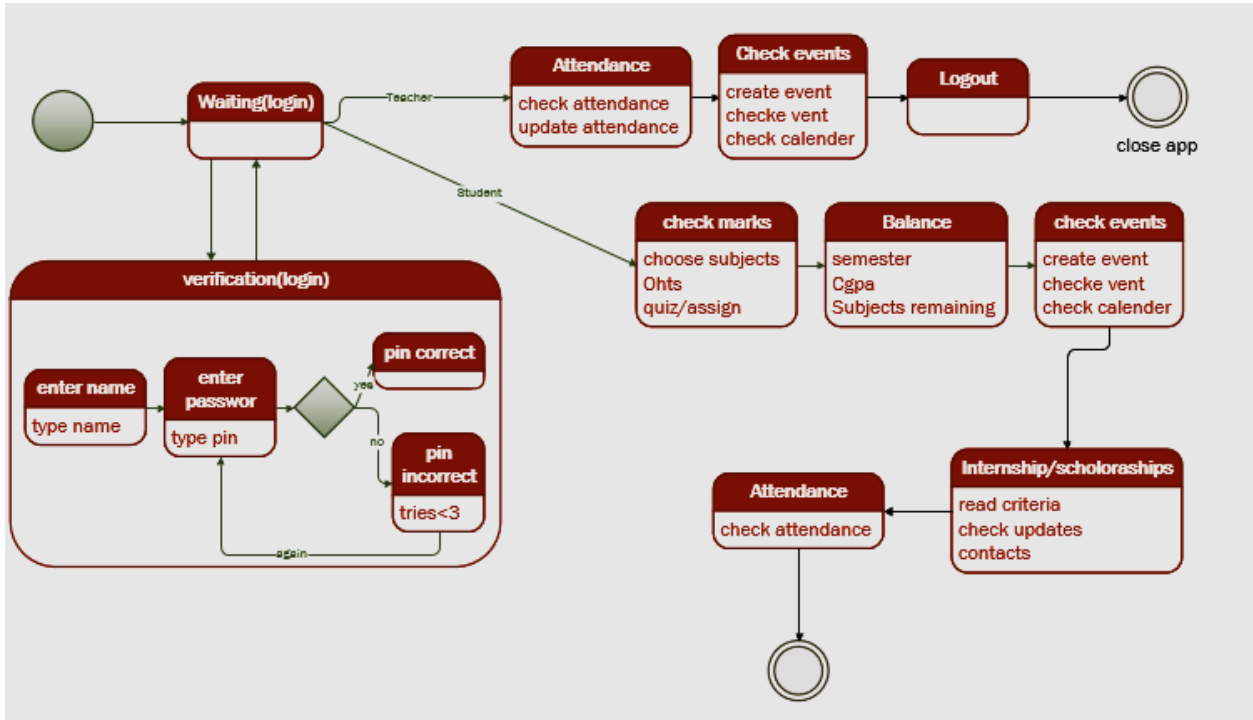 Waiting(login)
Teacher
Attendance
check attendance
update attendance
Check events
create event
checke vent
check calender
Logout
close app
Student
check marks
choose subjects
Ohts
quiz/assign
Balance
semester
Cgpa
Subjects remaining
check events
create event
checke vent
check calender
verification(login)
enter name
type name
enter
passwor
type pin
yes
pin correct
no
pin
incorrect
tries<3
again
Internship/scholoraships
read criteria
check updates
contacts
Attendance
check attendance